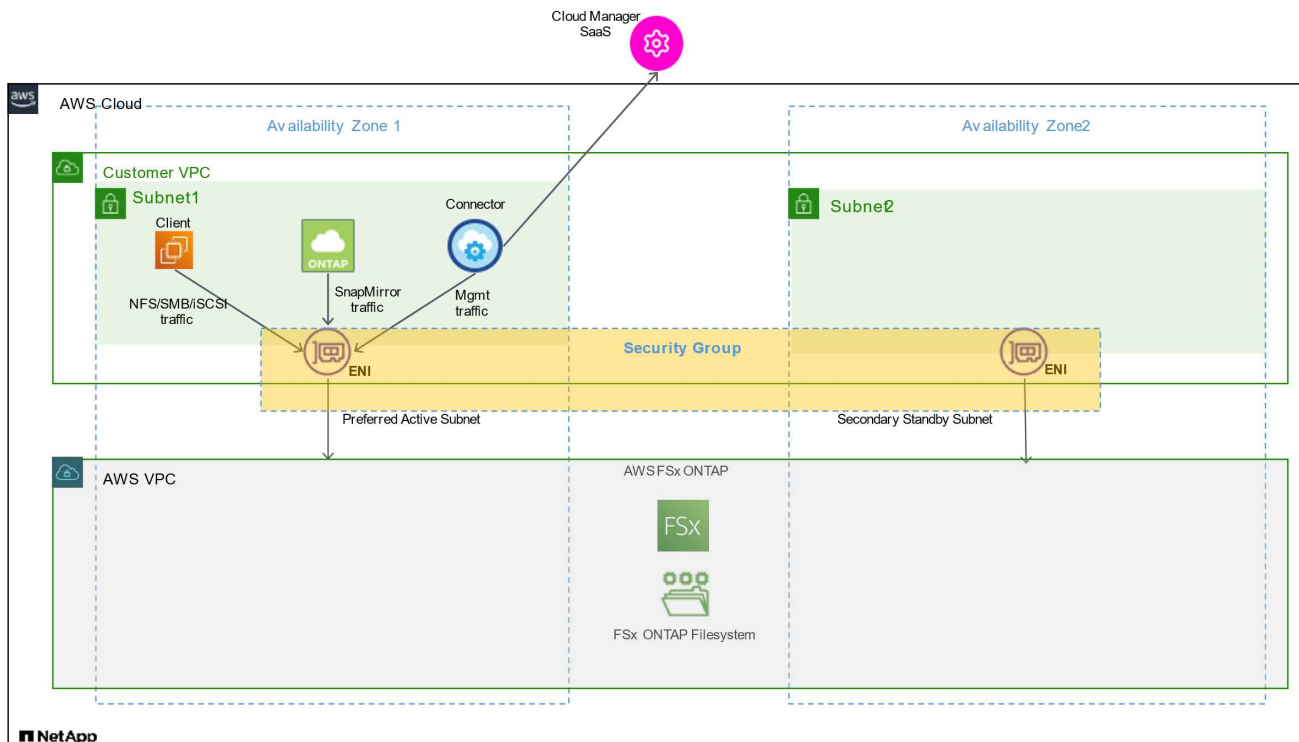 Cloud Manager
SaaS
aws
AWS Cloud
Availability Zone 1
Availability Zone2
Customer VPC
Subnet1
Subnet2
Client
ONTAP
Connector
NFS/SMB/iSCSI
traffic
SnapMirror
traffic
Mgmt
traffic
Security Group
ENI
ENI
Preferred Active Subnet
Secondary Standby Subnet
AWS VPC
AWS FSx ONTAP
FSx
FSx ONTAP Filesystem
NetApp